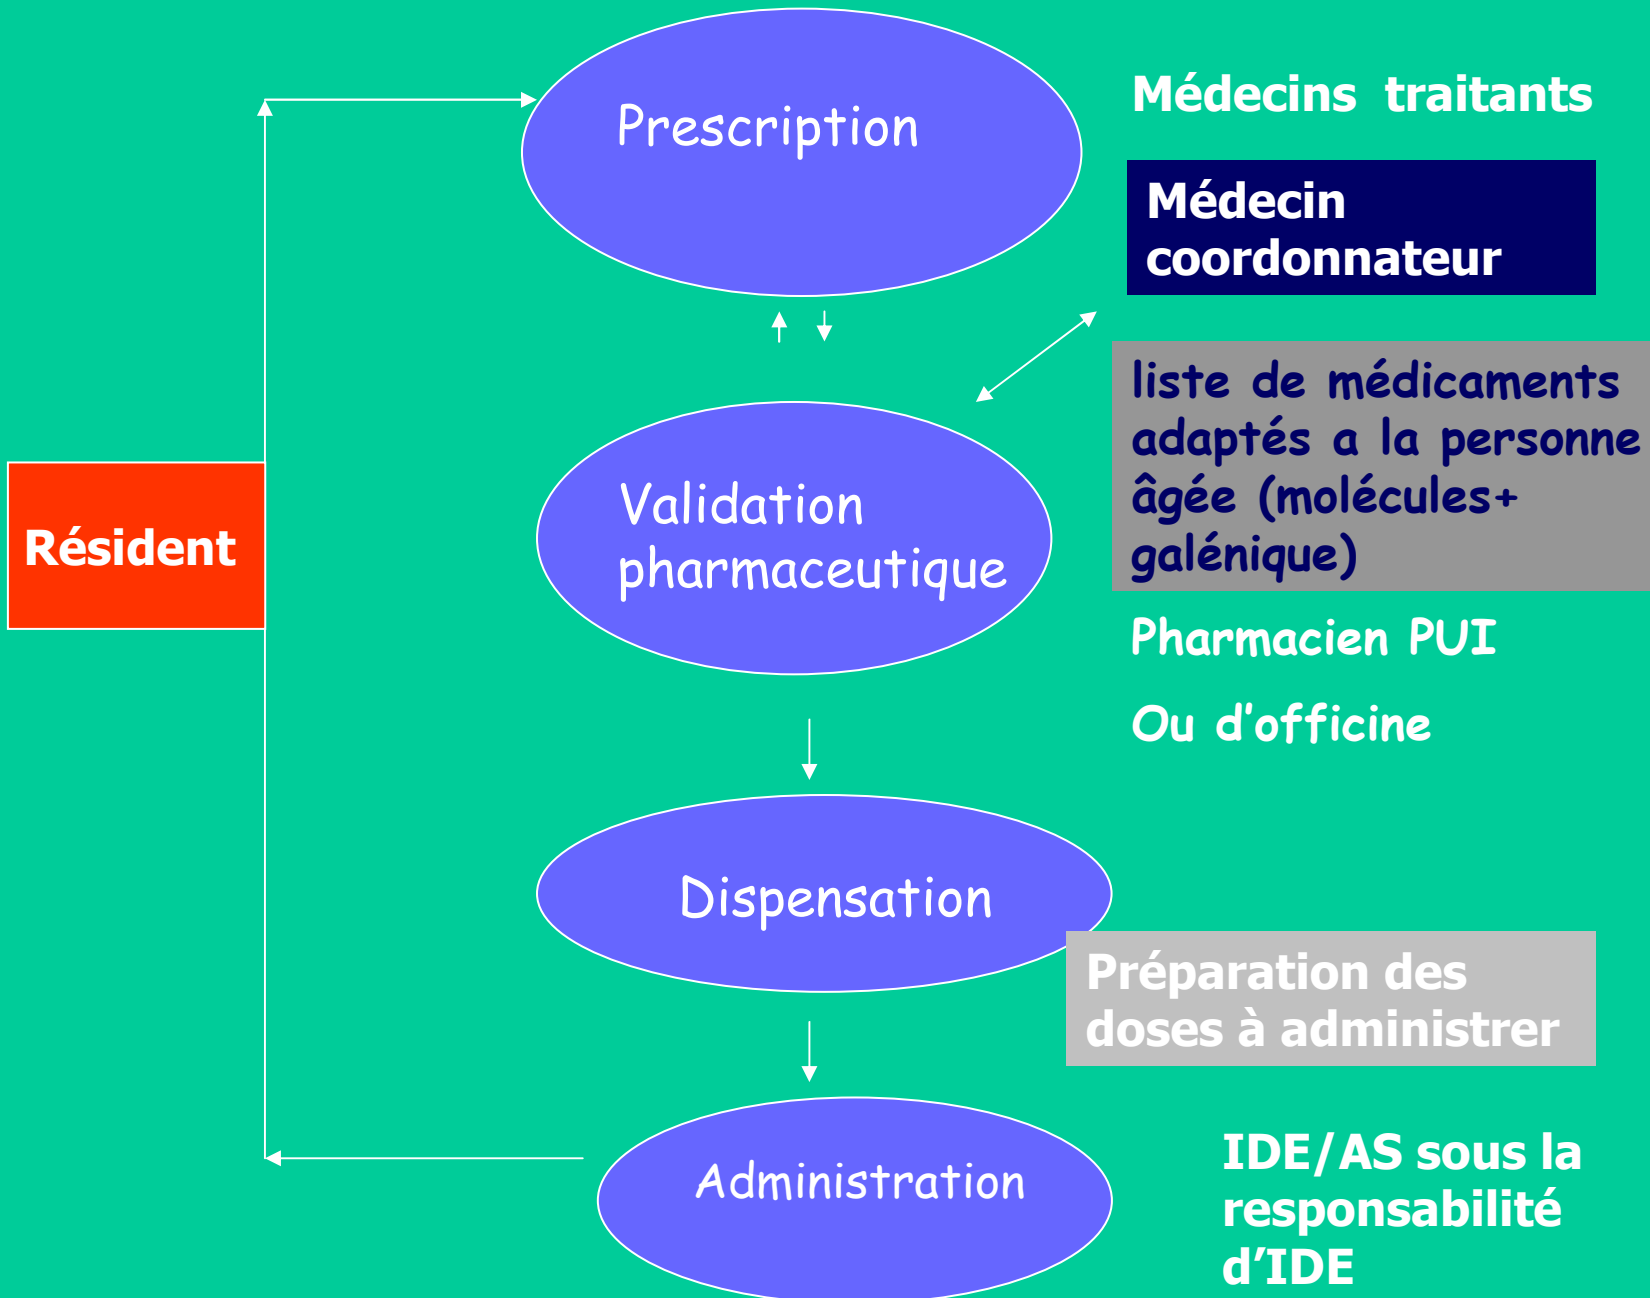 Prescription
Médecins traitants
Médecin
coordonnateur
liste de médicaments
adaptés a la personne
âgée (molécules+
galénique)
Résident
Validation
pharmaceutique
Pharmacien PUI
Ou d’officine
Dispensation
Préparation des
doses à administrer
Administration
IDE/AS sous la
responsabilité
d’IDE